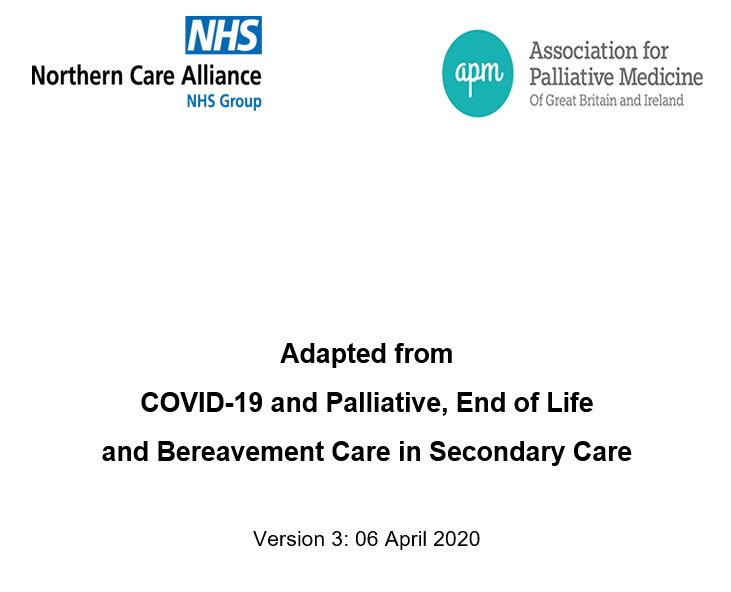 NHS
Northern Care Alliance
NHS Group
apm
Association for
Palliative Medicine
Of Great Britain and Ireland
Adapted from
COVID-19 and Palliative, End of Life
and Bereavement Care in Secondary Care
Version 3: 06 April 2020